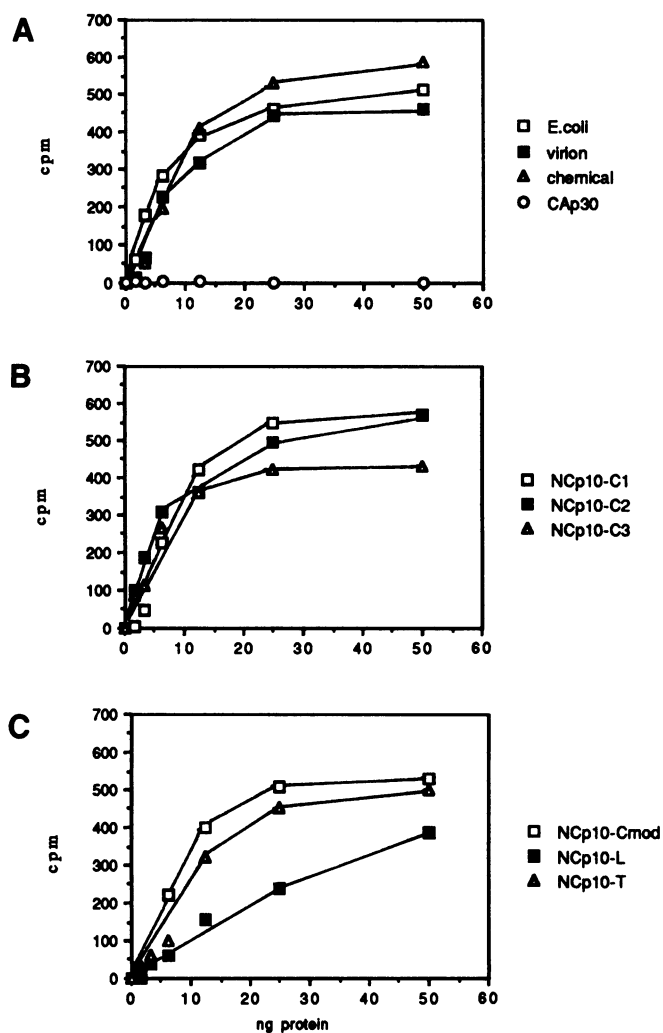 A
700
600
500
400
300
200
100
0
cpm
0 10 20 30 40 50 60
E.coli
virion
chemical
CAp30
B
700
600
500
400
300
200
100
0
cpm
0 10 20 30 40 50 60
NCp10-C1
NCp10-C2
NCp10-C3
C
700
600
500
400
300
200
100
0
cpm
0 10 20 30 40 50 60
ng protein
NCp10-Cmod
NCp10-L
NCp10-T